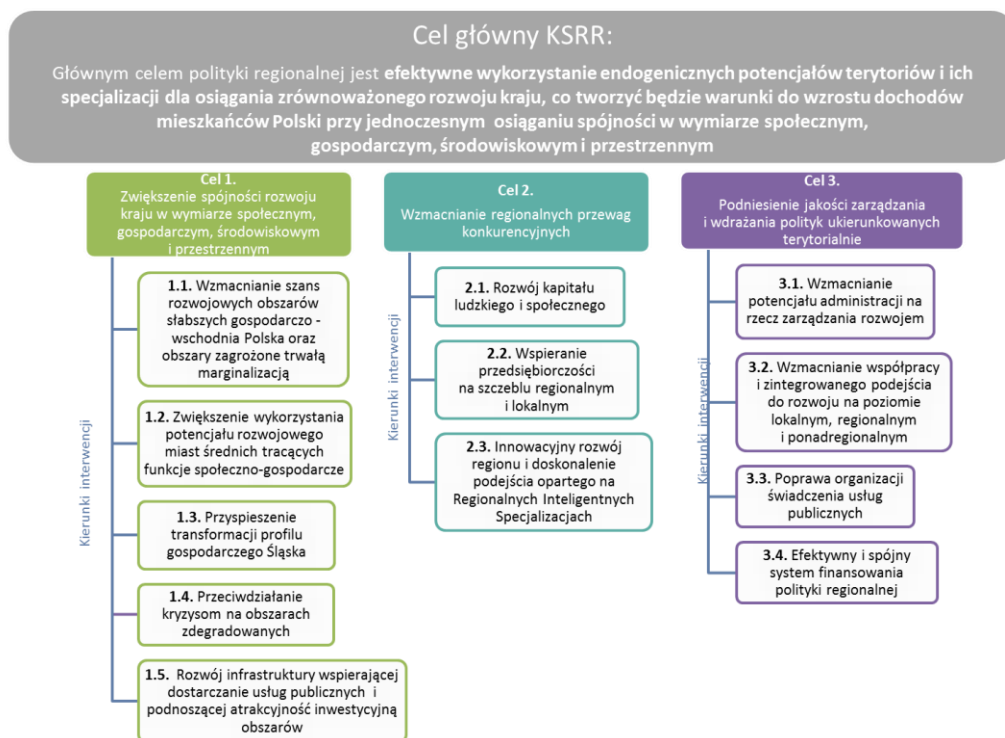 Cel główny KSRR:
Głównym celem polityki regionalnej jest efektywne wykorzystanie endogenicznych potencjałów terytoriów i ich
specjalizacji dla osiągania zrównoważonego rozwoju kraju, co tworzyć będzie warunki do wzrostu dochodów
mieszkańców Polski przy jednoczesnym osiąganiu spójności w wymiarze społecznym,
gospodarczym, środowiskowym i przestrzennym
Cel 1.
Zwiększenie spójności rozwoju
kraju w wymiarze społecznym,
gospodarczym, środowiskowym
i przestrzennym
Kierunki interwencji
1.1. Wzmacnianie szans
rozwojowych obszarów
słabszych gospodarczo -
wschodnia Polska oraz
obszary zagrożone trwałą
marginalizacją
1.2. Zwiększenie wykorzystania
potencjału rozwojowego
miast średnich tracących
funkcje społeczno-gospodarcze
1.3. Przyspieszenie
transformacji profilu
gospodarczego Śląska
1.4. Przeciwdziałanie
kryzysom na obszarach
zdegradowanych
1.5. Rozwój infrastruktury wspierającej
dostarczanie usług publicznych i
podnoszącej atrakcyjność inwestycyjną
obszarów
Cel 2.
Wzmacnianie regionalnych przewag
konkurencyjnych
Kierunki interwencji
2.1. Rozwój kapitału
ludzkiego i społecznego
2.2. Wspieranie
przedsiębiorczości
na szczeblu regionalnym
i lokalnym
2.3. Innowacyjny rozwój
regionu i doskonalenie
podejścia opartego na
Regionalnych Inteligentnych
Specjalizacjach
Cel 3.
Podniesienie jakości zarządzania
i wdrażania polityk ukierunkowanych
terytorialnie
Kierunki interwencji
3.1. Wzmacnianie
potencjału administracji na
rzecz zarządzania rozwojem
3.2. Wzmacnianie współpracy
i zintegrowanego podejścia
do rozwoju na poziomie
lokalnym, regionalnym
i ponadregionalnym
3.3. Poprawa organizacji
świadczenia usług
publicznych
3.4. Efektywny i spójny
system finansowania
polityki regionalnej